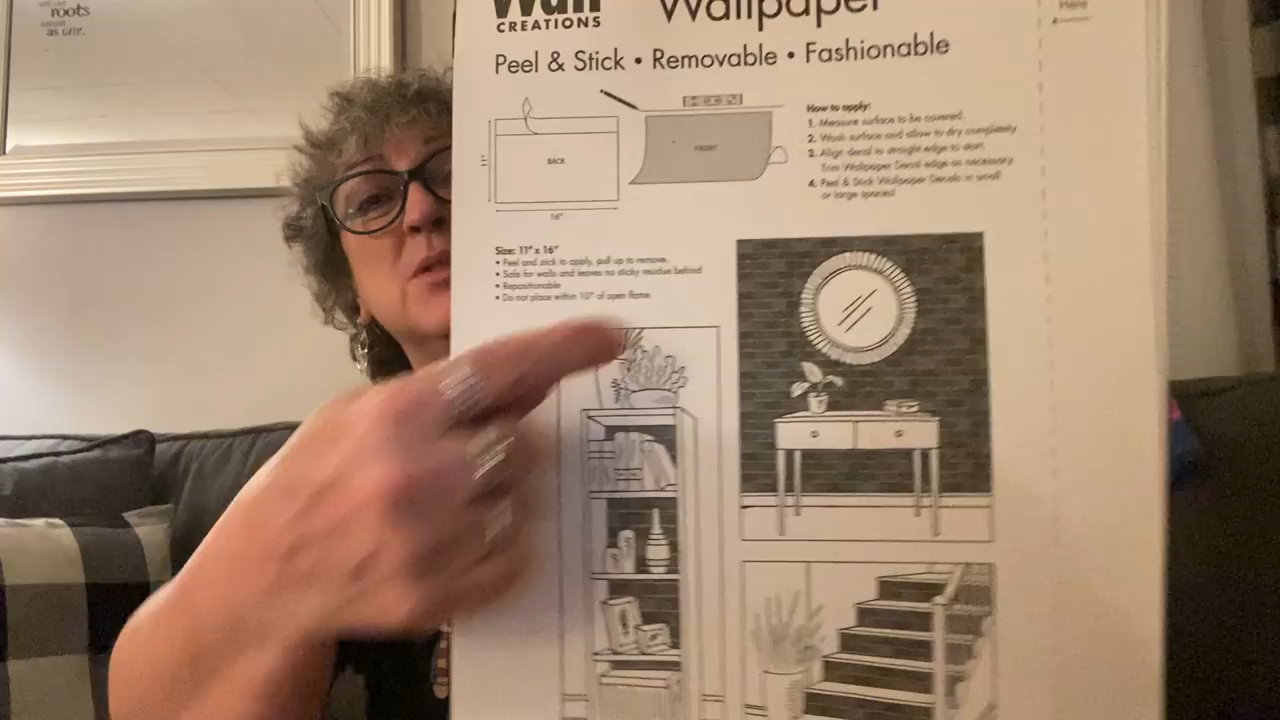 roots
as one.
Wall
CREATIONS
Wallpaper
Peel & Stick • Removable • Fashionable
Here
BACK
11"
16"
FRONT
How to apply:
1. Measure surface to be covered.
2. Wash surface and allow to dry completely
3. Align decal to straight edge to start.
Trim Wallpaper Decal edge as necessary
4. Peel & Stick Wallpaper Decals in small
or large spaces!
Size: 11" x 16"
• Peel and stick to apply, pull up to remove.
• Safe for walls and leaves no sticky residue behind
• Repositionable
• Do not place within 10" of open flame